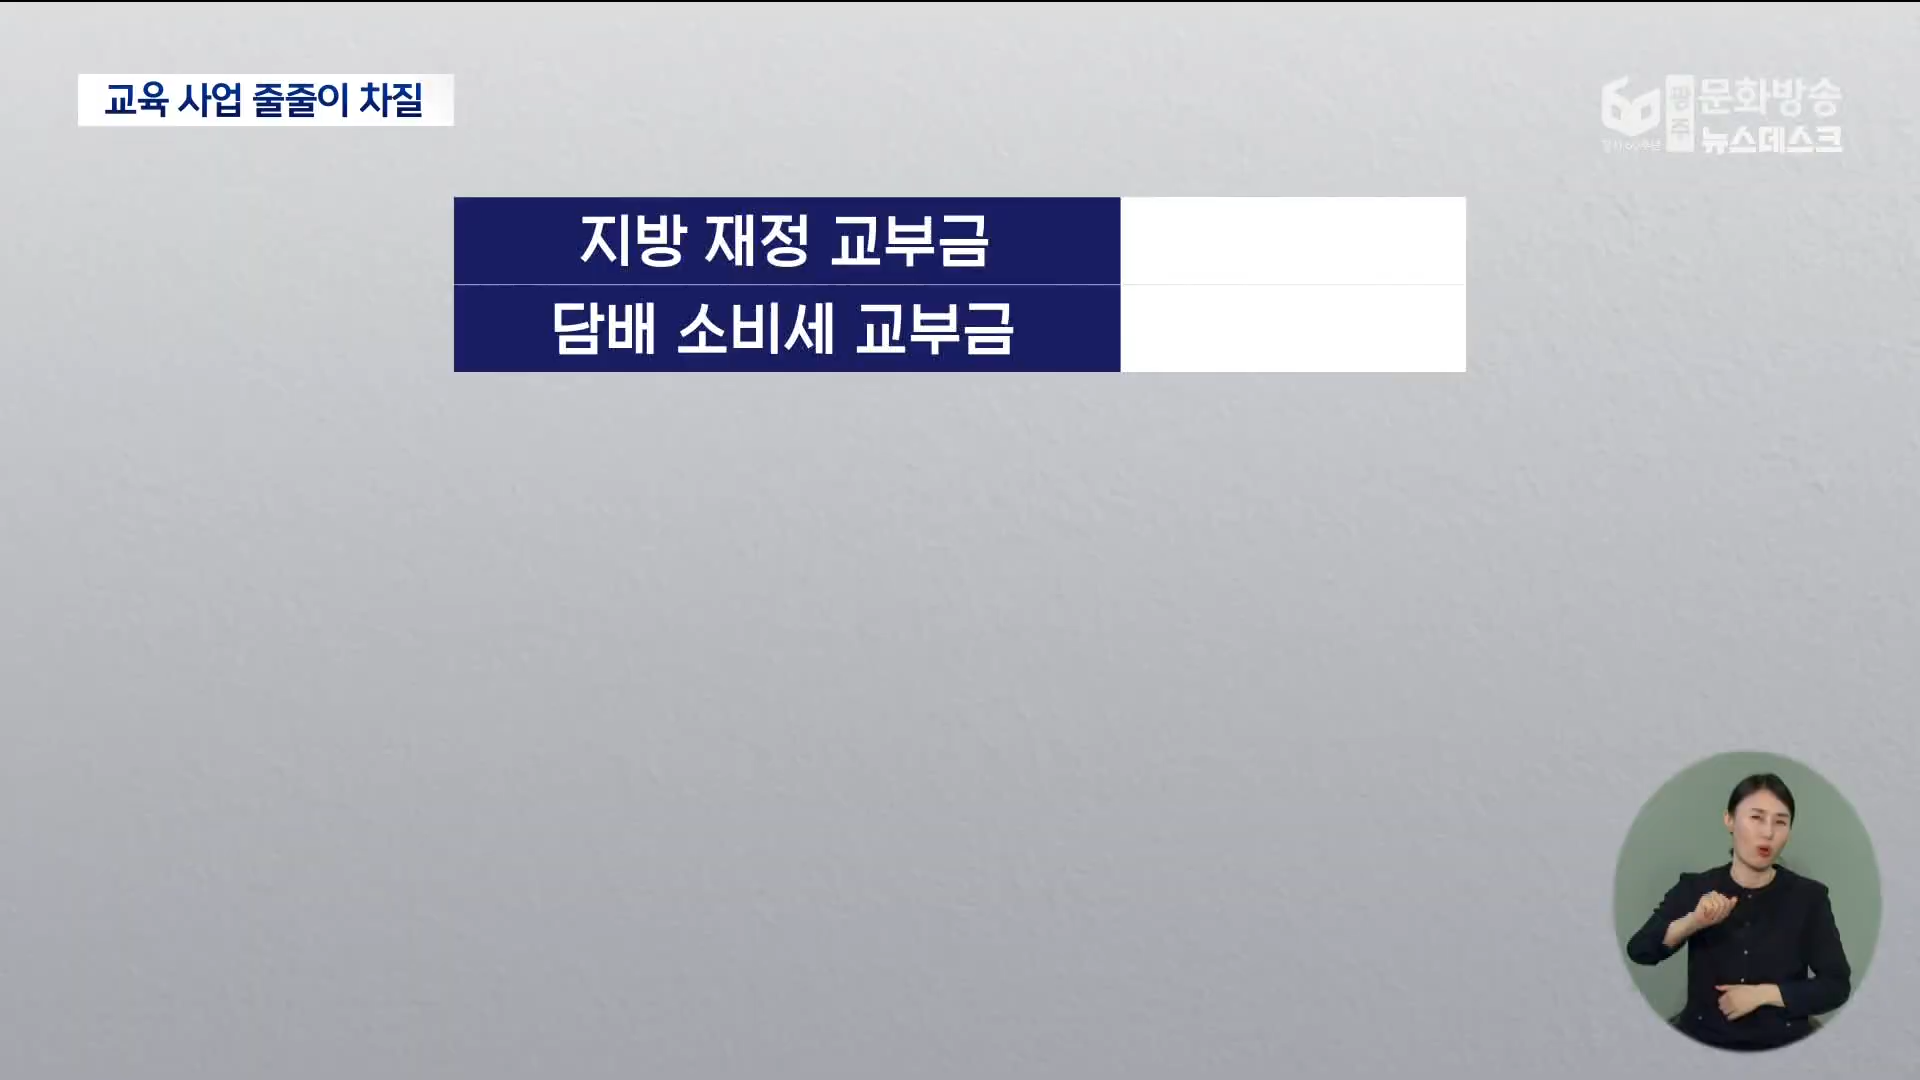 교육 사업 줄줄이 차질
광주
문화방송
뉴스데스크
지방 재정 교부금
담배 소비세 교부금